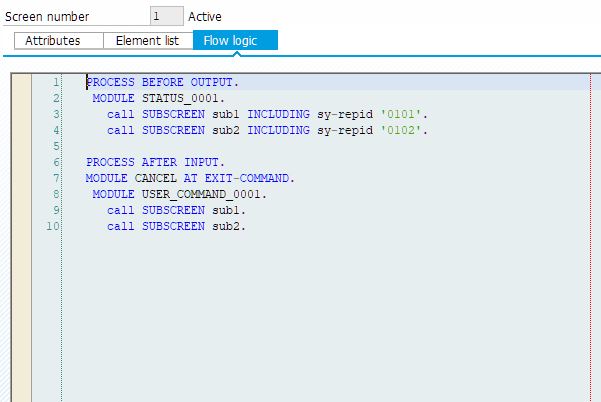 Screen number 1 Active
Attributes Element list Flow logic
1 PROCESS BEFORE OUTPUT.
2 MODULE STATUS_0001.
3 call SUBSCREEN sub1 INCLUDING sy-repid '0101'.
4 call SUBSCREEN sub2 INCLUDING sy-repid '0102'.
5
6 PROCESS AFTER INPUT.
7 MODULE CANCEL AT EXIT-COMMAND.
8 MODULE USER_COMMAND_0001.
9 call SUBSCREEN sub1.
10 call SUBSCREEN sub2.